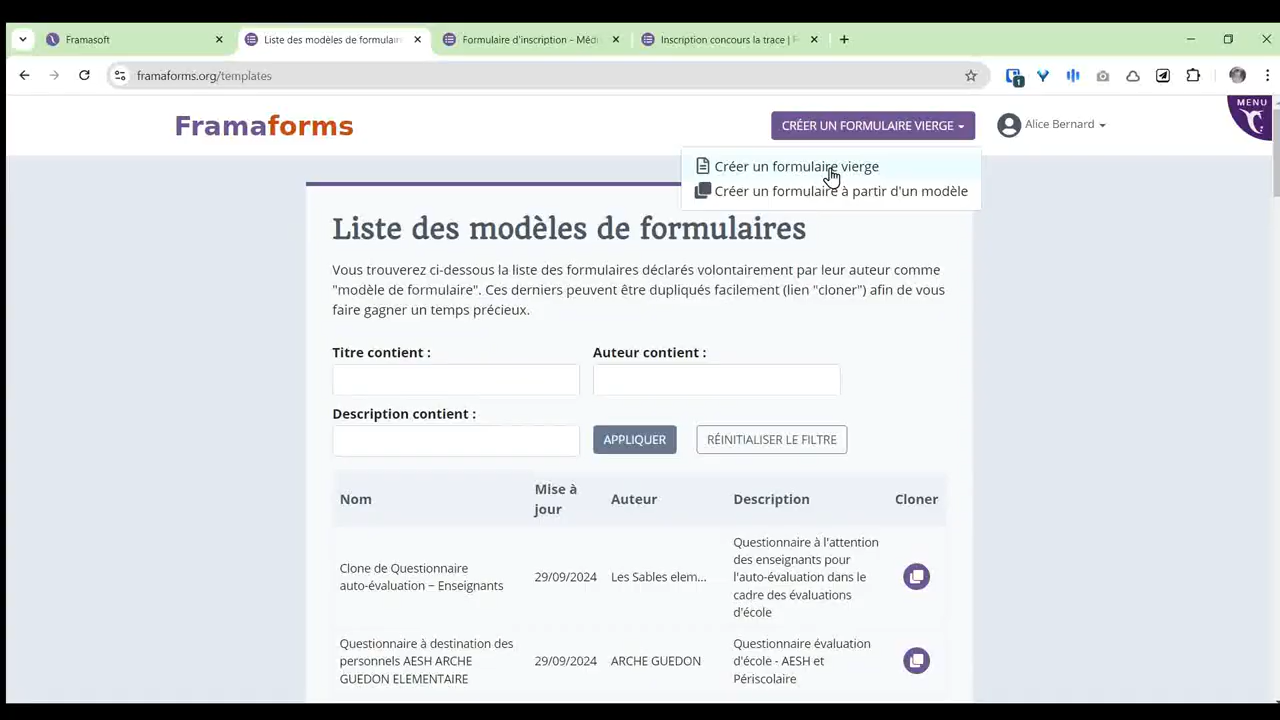 Framasoft
Liste des modèles de formulair
Formulaire d'inscription - Médi
Inscription concours la trace | F
framaforms.org/templates
1
MENU
Framaforms
CRÉER UN FORMULAIRE VIERGE
Alice Bernard
Créer un formulaire vierge
Créer un formulaire à partir d'un modèle
Liste des modèles de formulaires
Vous trouverez ci-dessous la liste des formulaires déclarés volontairement par leur auteur comme
"modèle de formulaire". Ces derniers peuvent être dupliqués facilement (lien "cloner") afin de vous
faire gagner un temps précieux.
Titre contient :
Auteur contient :
Description contient :
APPLIQUER
RÉINITIALISER LE FILTRE
Nom
Mise à
jour
Auteur
Description
Cloner
Clone de Questionnaire
auto-évaluation – Enseignants
29/09/2024
Les Sables elem...
Questionnaire à l'attention
des enseignants pour
l'auto-évaluation dans le
cadre des évaluations
d'école
Questionnaire à destination des
personnels AESH ARCHE
GUEDON ELEMENTAIRE
29/09/2024
ARCHE GUEDON
Questionnaire évaluation
d'école - AESH et
Périscolaire